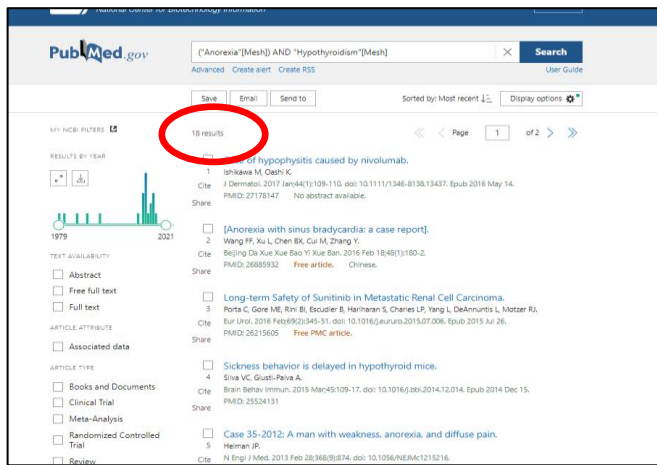 National Center for Biotechnology Information
PubMed.gov
("Anorexia"[Mesh]) AND "Hypothyroidism"[Mesh]
Search
Advanced Create alert Create RSS
User Guide
Save Email Send to
Sorted by: Most recent
Display options
MY NCBI FILTERS
18 results
Page 1 of 2
RESULTS BY YEAR
1979 2021
TEXT AVAILABILITY
Abstract
Free full text
Full text
ARTICLE ATTRIBUTE
Associated data
ARTICLE TYPE
Books and Documents
Clinical Trial
Meta-Analysis
Randomized Controlled
Trial
Review
of hypophysitis caused by nivolumab.
1 Ishikawa M, Oashi K.
Cite J Dermatol. 2017 Jan;44(1):109-110. doi: 10.1111/1346-8138.13437. Epub 2016 May 14.
PMID: 27178147 No abstract available.
Share
[Anorexia with sinus bradycardia: a case report].
2 Wang FF, Xu L, Chen BX, Cui M, Zhang Y.
Cite Beijing Da Xue Xue Bao Yi Xue Ban. 2016 Feb 18;48(1):180-2.
PMID: 26885932 Free article. Chinese.
Share
Long-term Safety of Sunitinib in Metastatic Renal Cell Carcinoma.
3 Porta C, Gore ME, Rini BI, Escudier B, Hariharan S, Charles LP, Yang L, DeAnnuntis L, Motzer RJ.
Cite Eur Urol. 2016 Feb;69(2):345-51. doi: 10.1016/j.eururo.2015.07.006. Epub 2015 Jul 26.
PMID: 26215605 Free PMC article.
Share
Sickness behavior is delayed in hypothyroid mice.
4 Silva VC, Giusti-Paiva A.
Cite Brain Behav Immun. 2015 Mar;45:109-17. doi: 10.1016/j.bbi.2014.12.014. Epub 2014 Dec 15.
PMID: 25524131
Share
Case 35-2012: A man with weakness, anorexia, and diffuse pain.
5 Heiman JP.
Cite N Engl J Med. 2013 Feb 28;368(9):874. doi: 10.1056/NEJMc1215216.